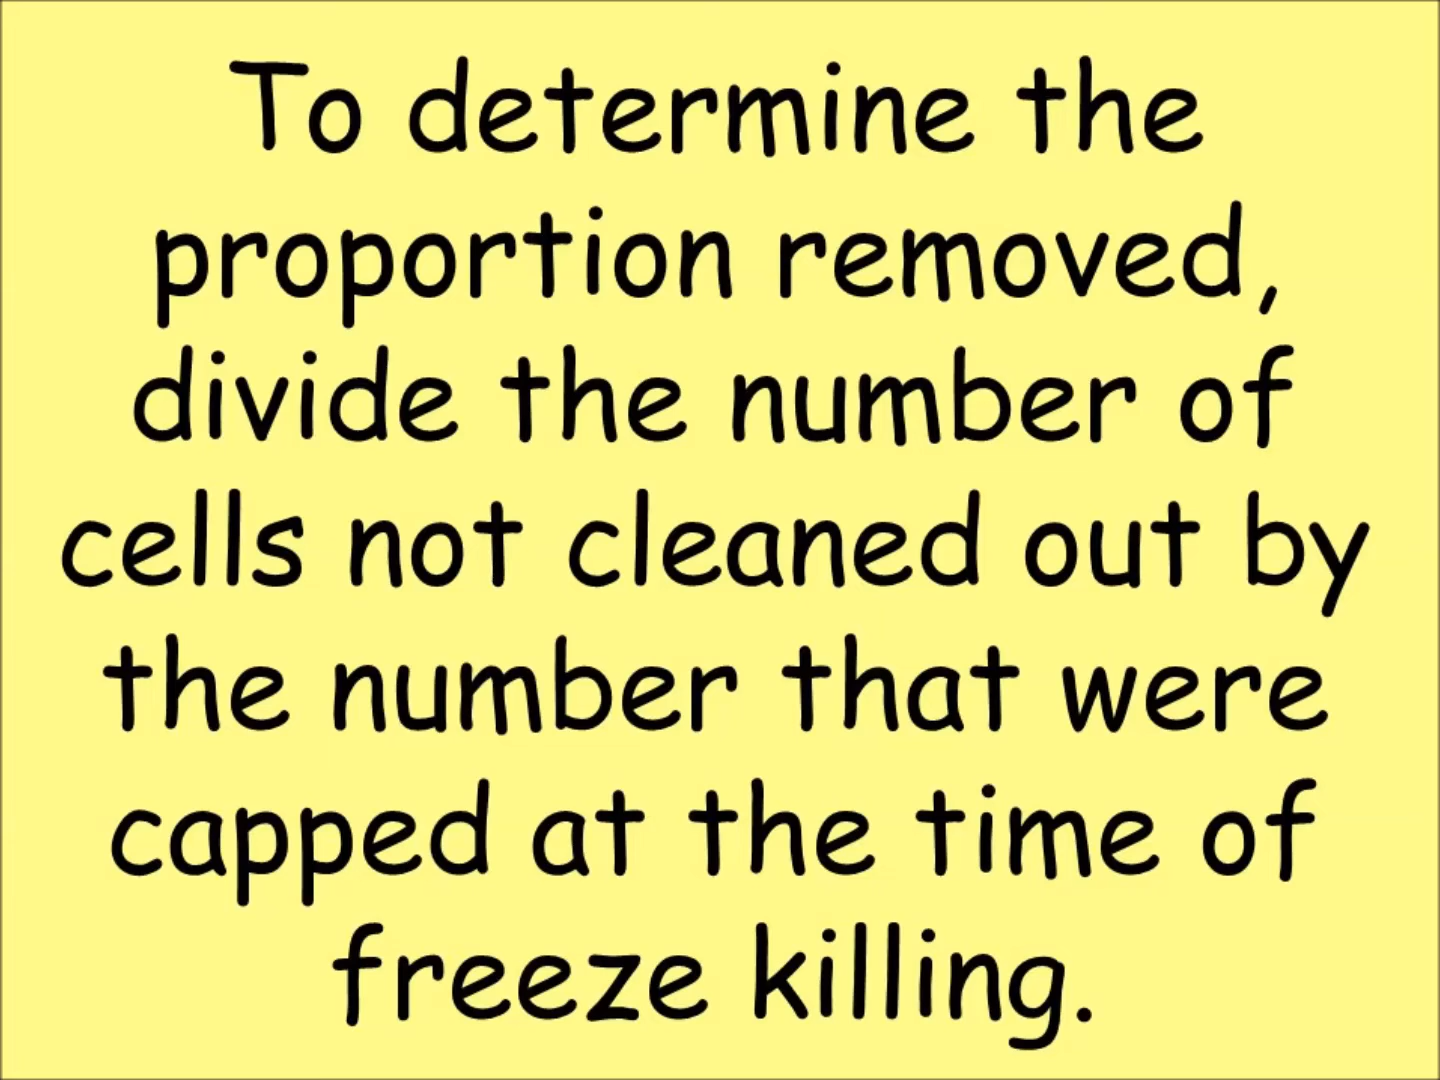 To determine the
proportion removed,
divide the number of
cells not cleaned out by
the number that were
capped at the time of
freeze killing.